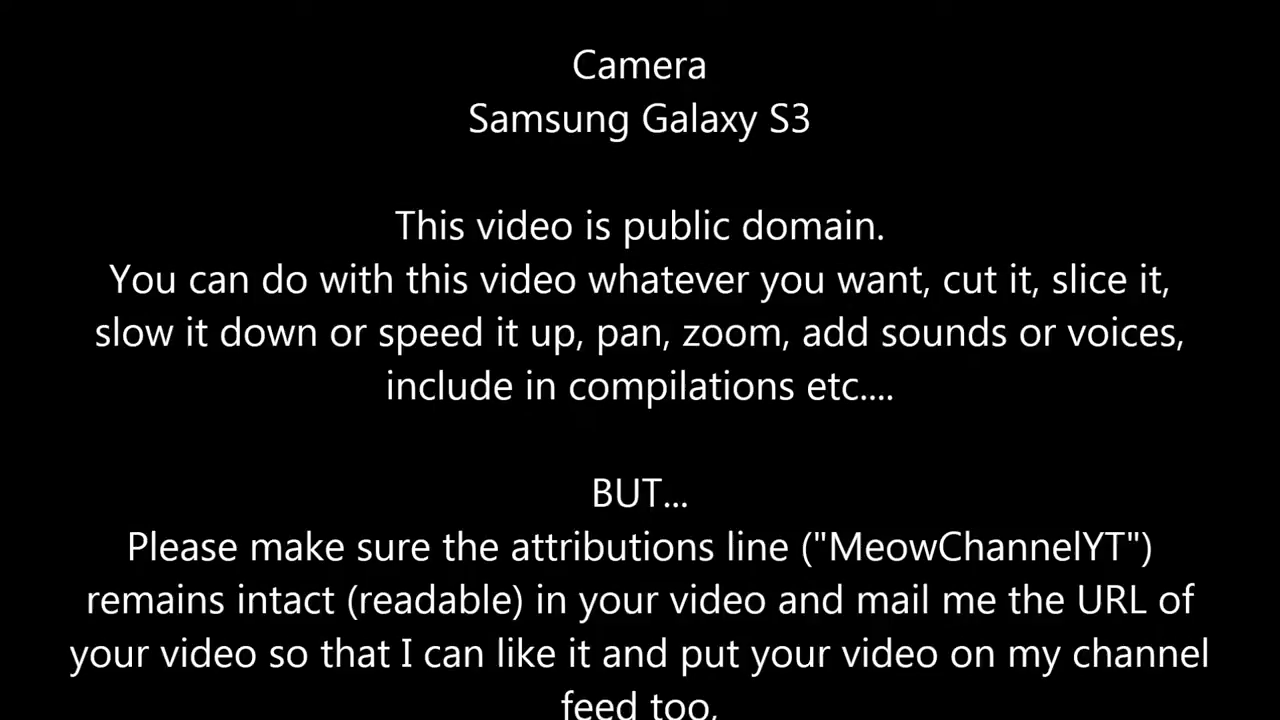 Camera
Samsung Galaxy S3
This video is public domain.
You can do with this video whatever you want, cut it, slice it,
slow it down or speed it up, pan, zoom, add sounds or voices,
include in compilations etc....
BUT...
Please make sure the attributions line ("MeowChannelYT")
remains intact (readable) in your video and mail me the URL of
your video so that I can like it and put your video on my channel
feed too,